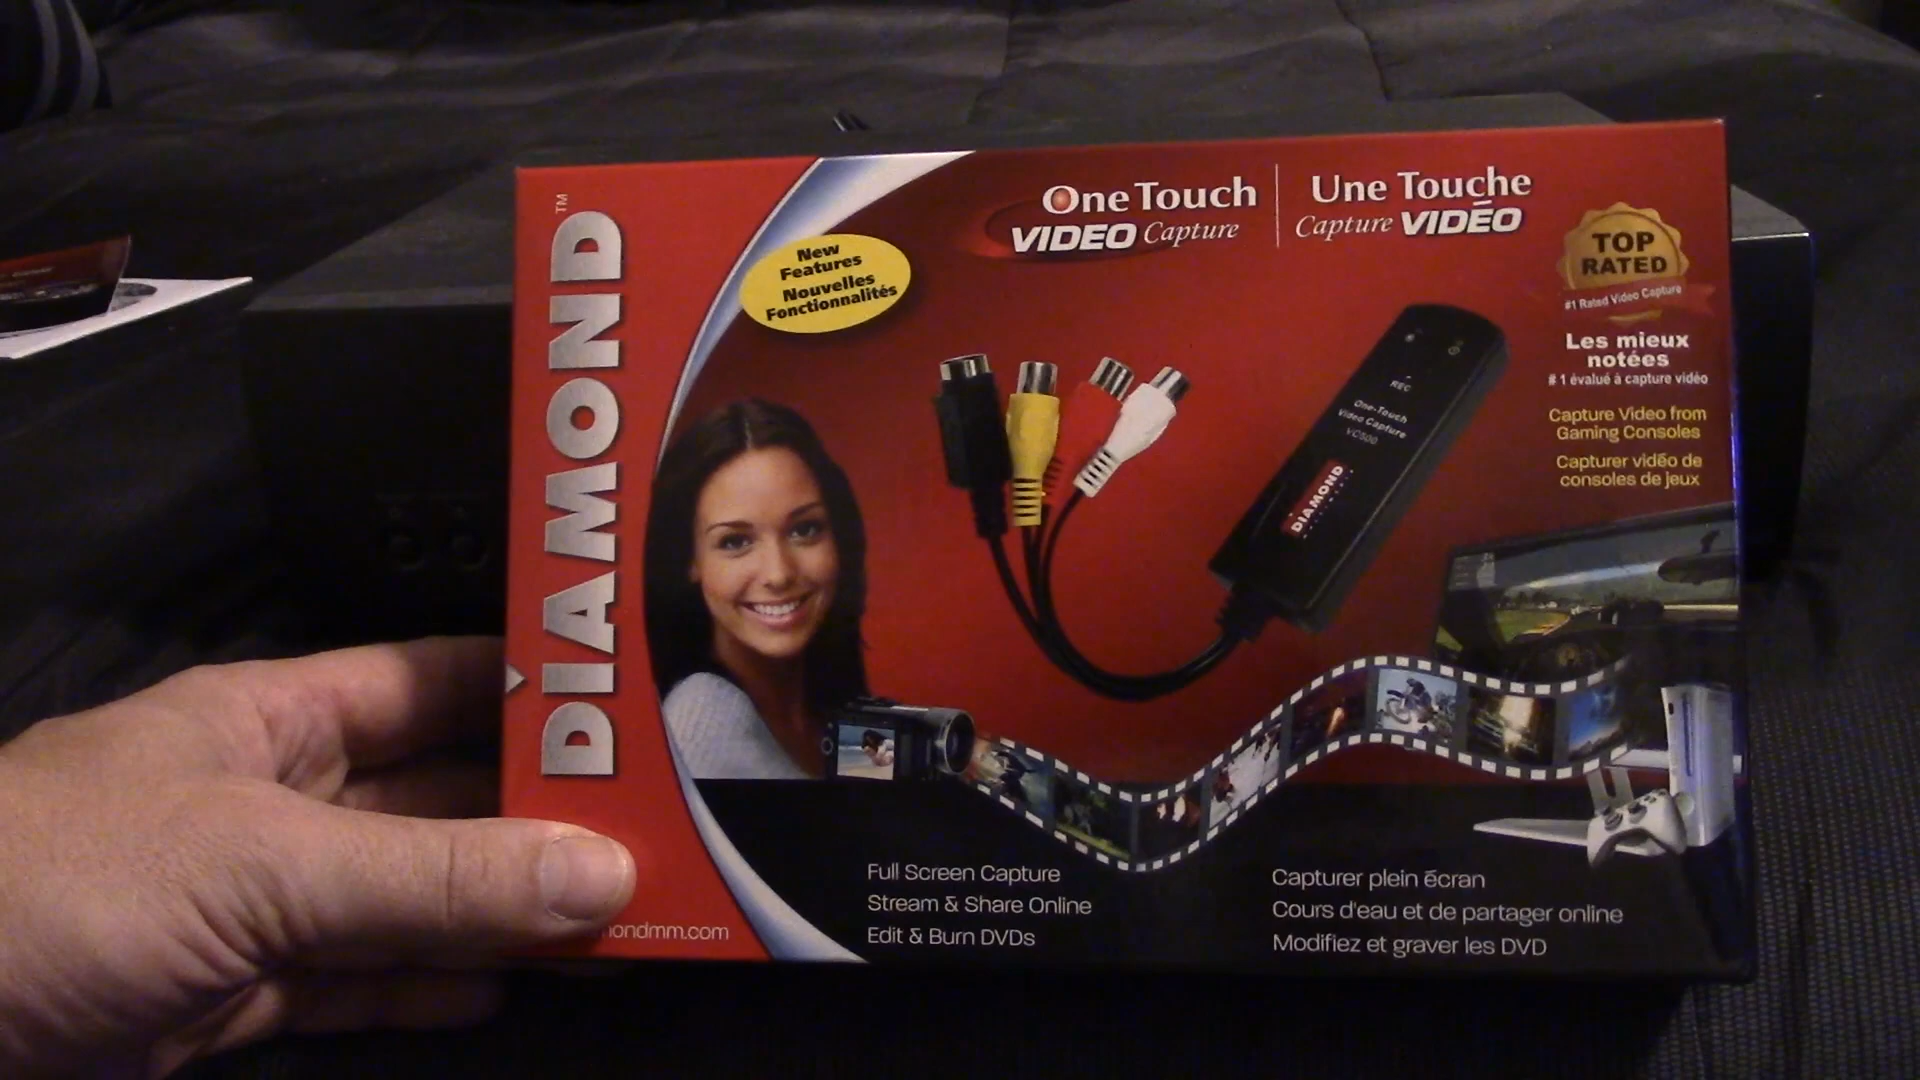 DIAMOND™
New
Features
Nouvelles
Fonctionnalités
One Touch
VIDEO Capture
Une Touche
Capture VIDÉO
TOP
RATED
#1 Rated Video Capture
Les mieux
notées
# 1 évalué à capture vidéo
Capture Video from
Gaming Consoles
Capturer vidéo de
consoles de jeux
REC
One-Touch
Video Capture
VC500
DIAMOND
Full Screen Capture
Stream & Share Online
Edit & Burn DVDs
Capturer plein écran
Cours d'eau et de partager online
Modifiez et graver les DVD
mondmm.com